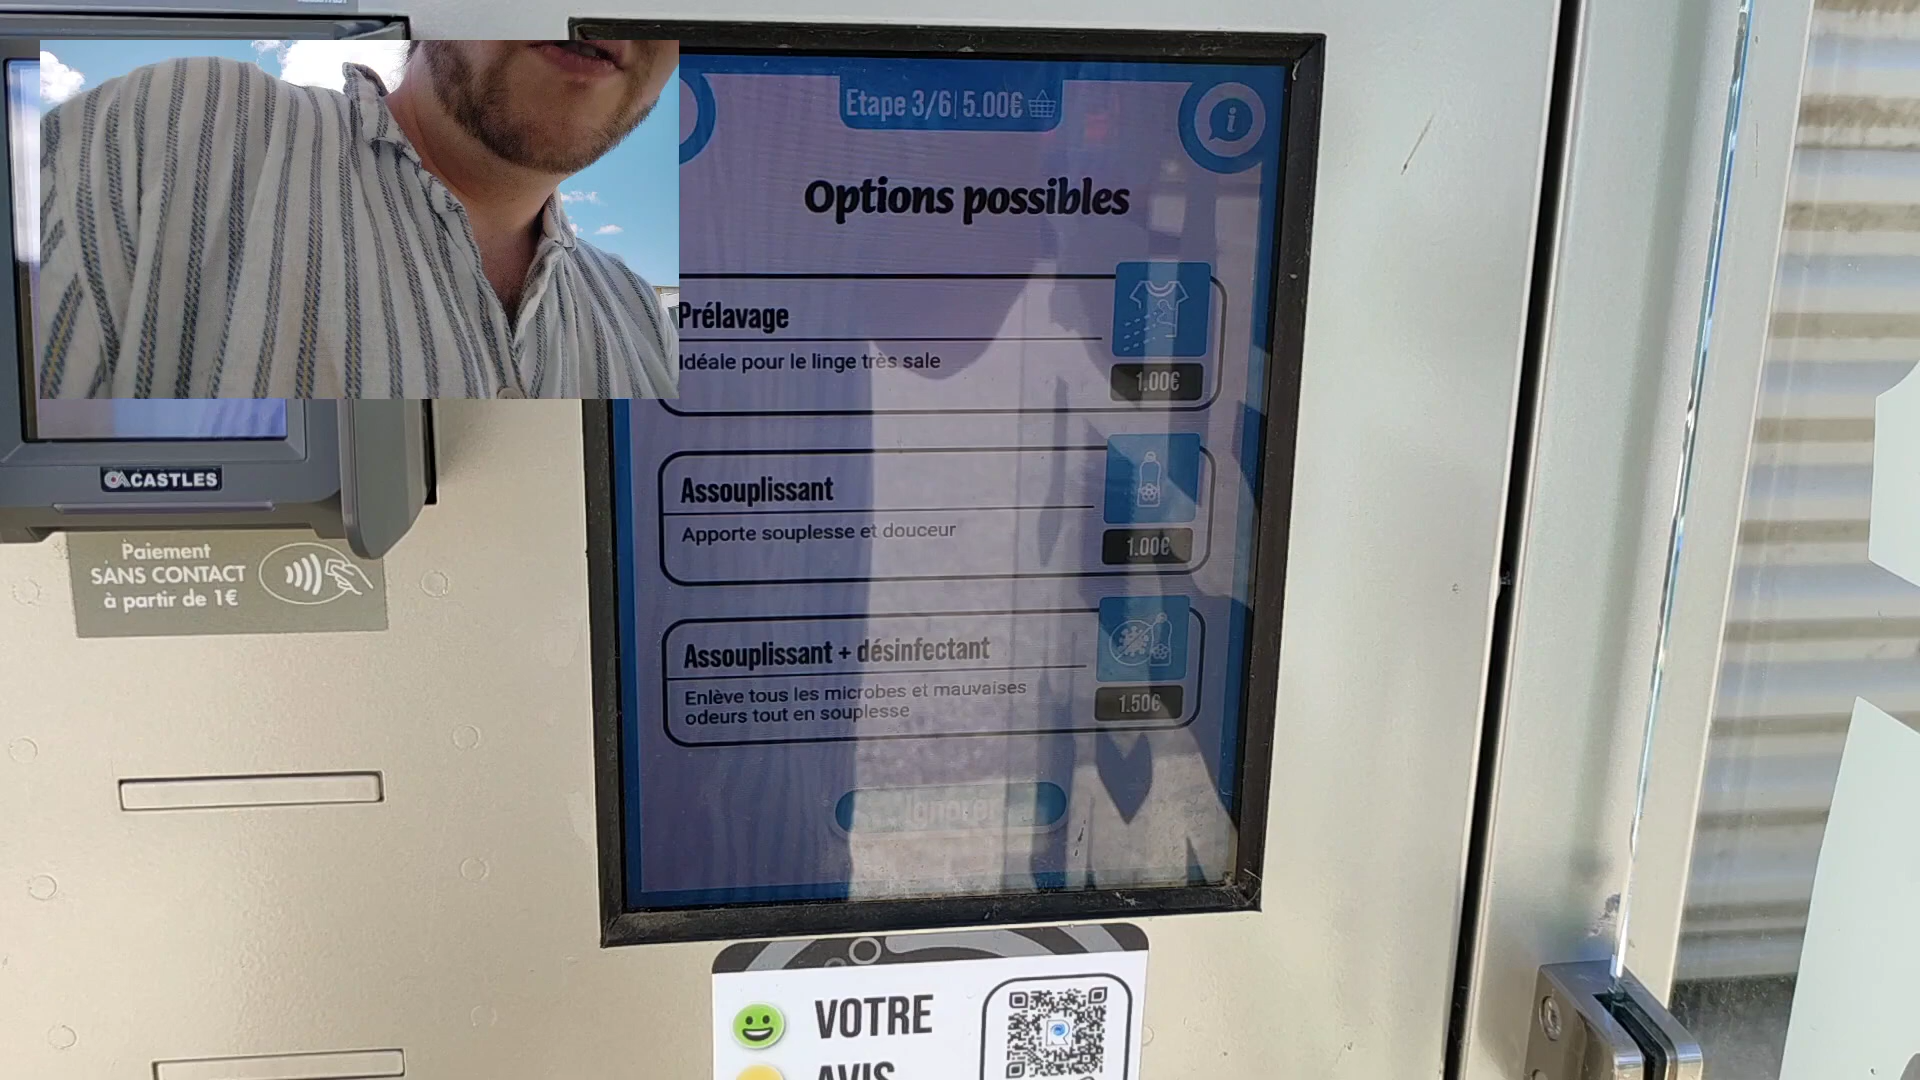 Etape 3/6|5.00€
Options possibles
Prélavage
Idéale pour le linge très sale
1.00€
Assouplissant
Apporte souplesse et douceur
1.00€
Assouplissant + désinfectant
Enlève tous les microbes et mauvaises
odeurs tout en souplesse
1.50€
Ignorer
CASTLES
Paiement
SANS CONTACT
à partir de 1€
VOTRE
AVIS